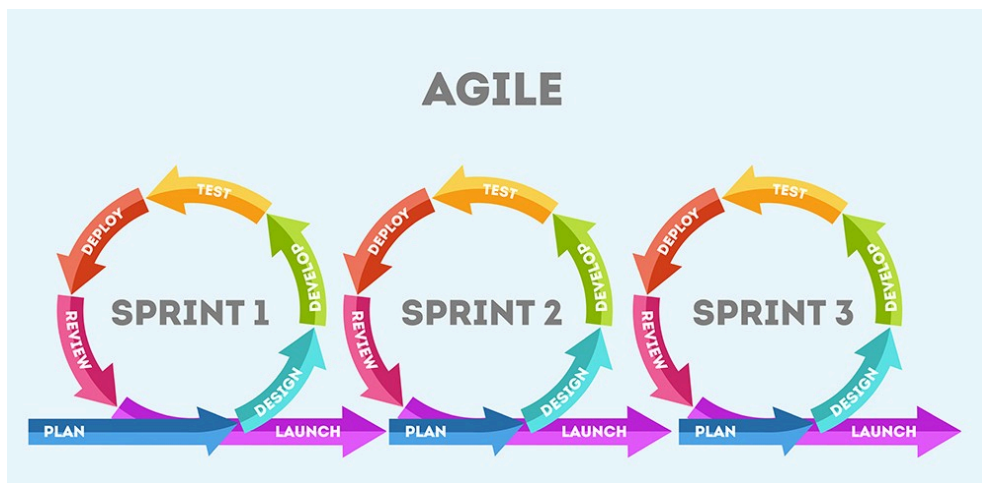 AGILE
SPRINT 1
PLAN
DESIGN
DEVELOP
TEST
DEPLOY
REVIEW
LAUNCH
SPRINT 2
PLAN
DESIGN
DEVELOP
TEST
DEPLOY
REVIEW
LAUNCH
SPRINT 3
PLAN
DESIGN
DEVELOP
TEST
DEPLOY
REVIEW
LAUNCH